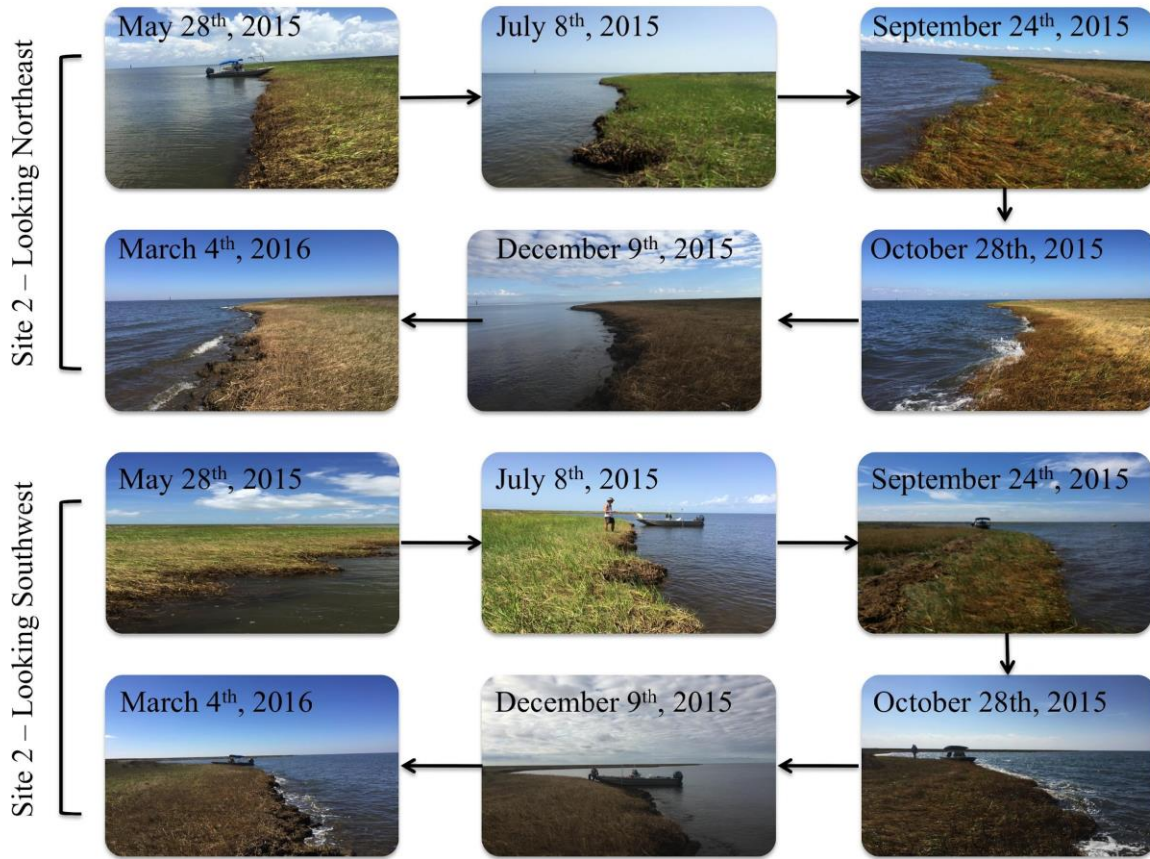 Site 2 – Looking Northeast
May 28th, 2015
July 8th, 2015
September 24th, 2015
October 28th, 2015
December 9th, 2015
March 4th, 2016
Site 2 – Looking Southwest
May 28th, 2015
July 8th, 2015
September 24th, 2015
October 28th, 2015
December 9th, 2015
March 4th, 2016